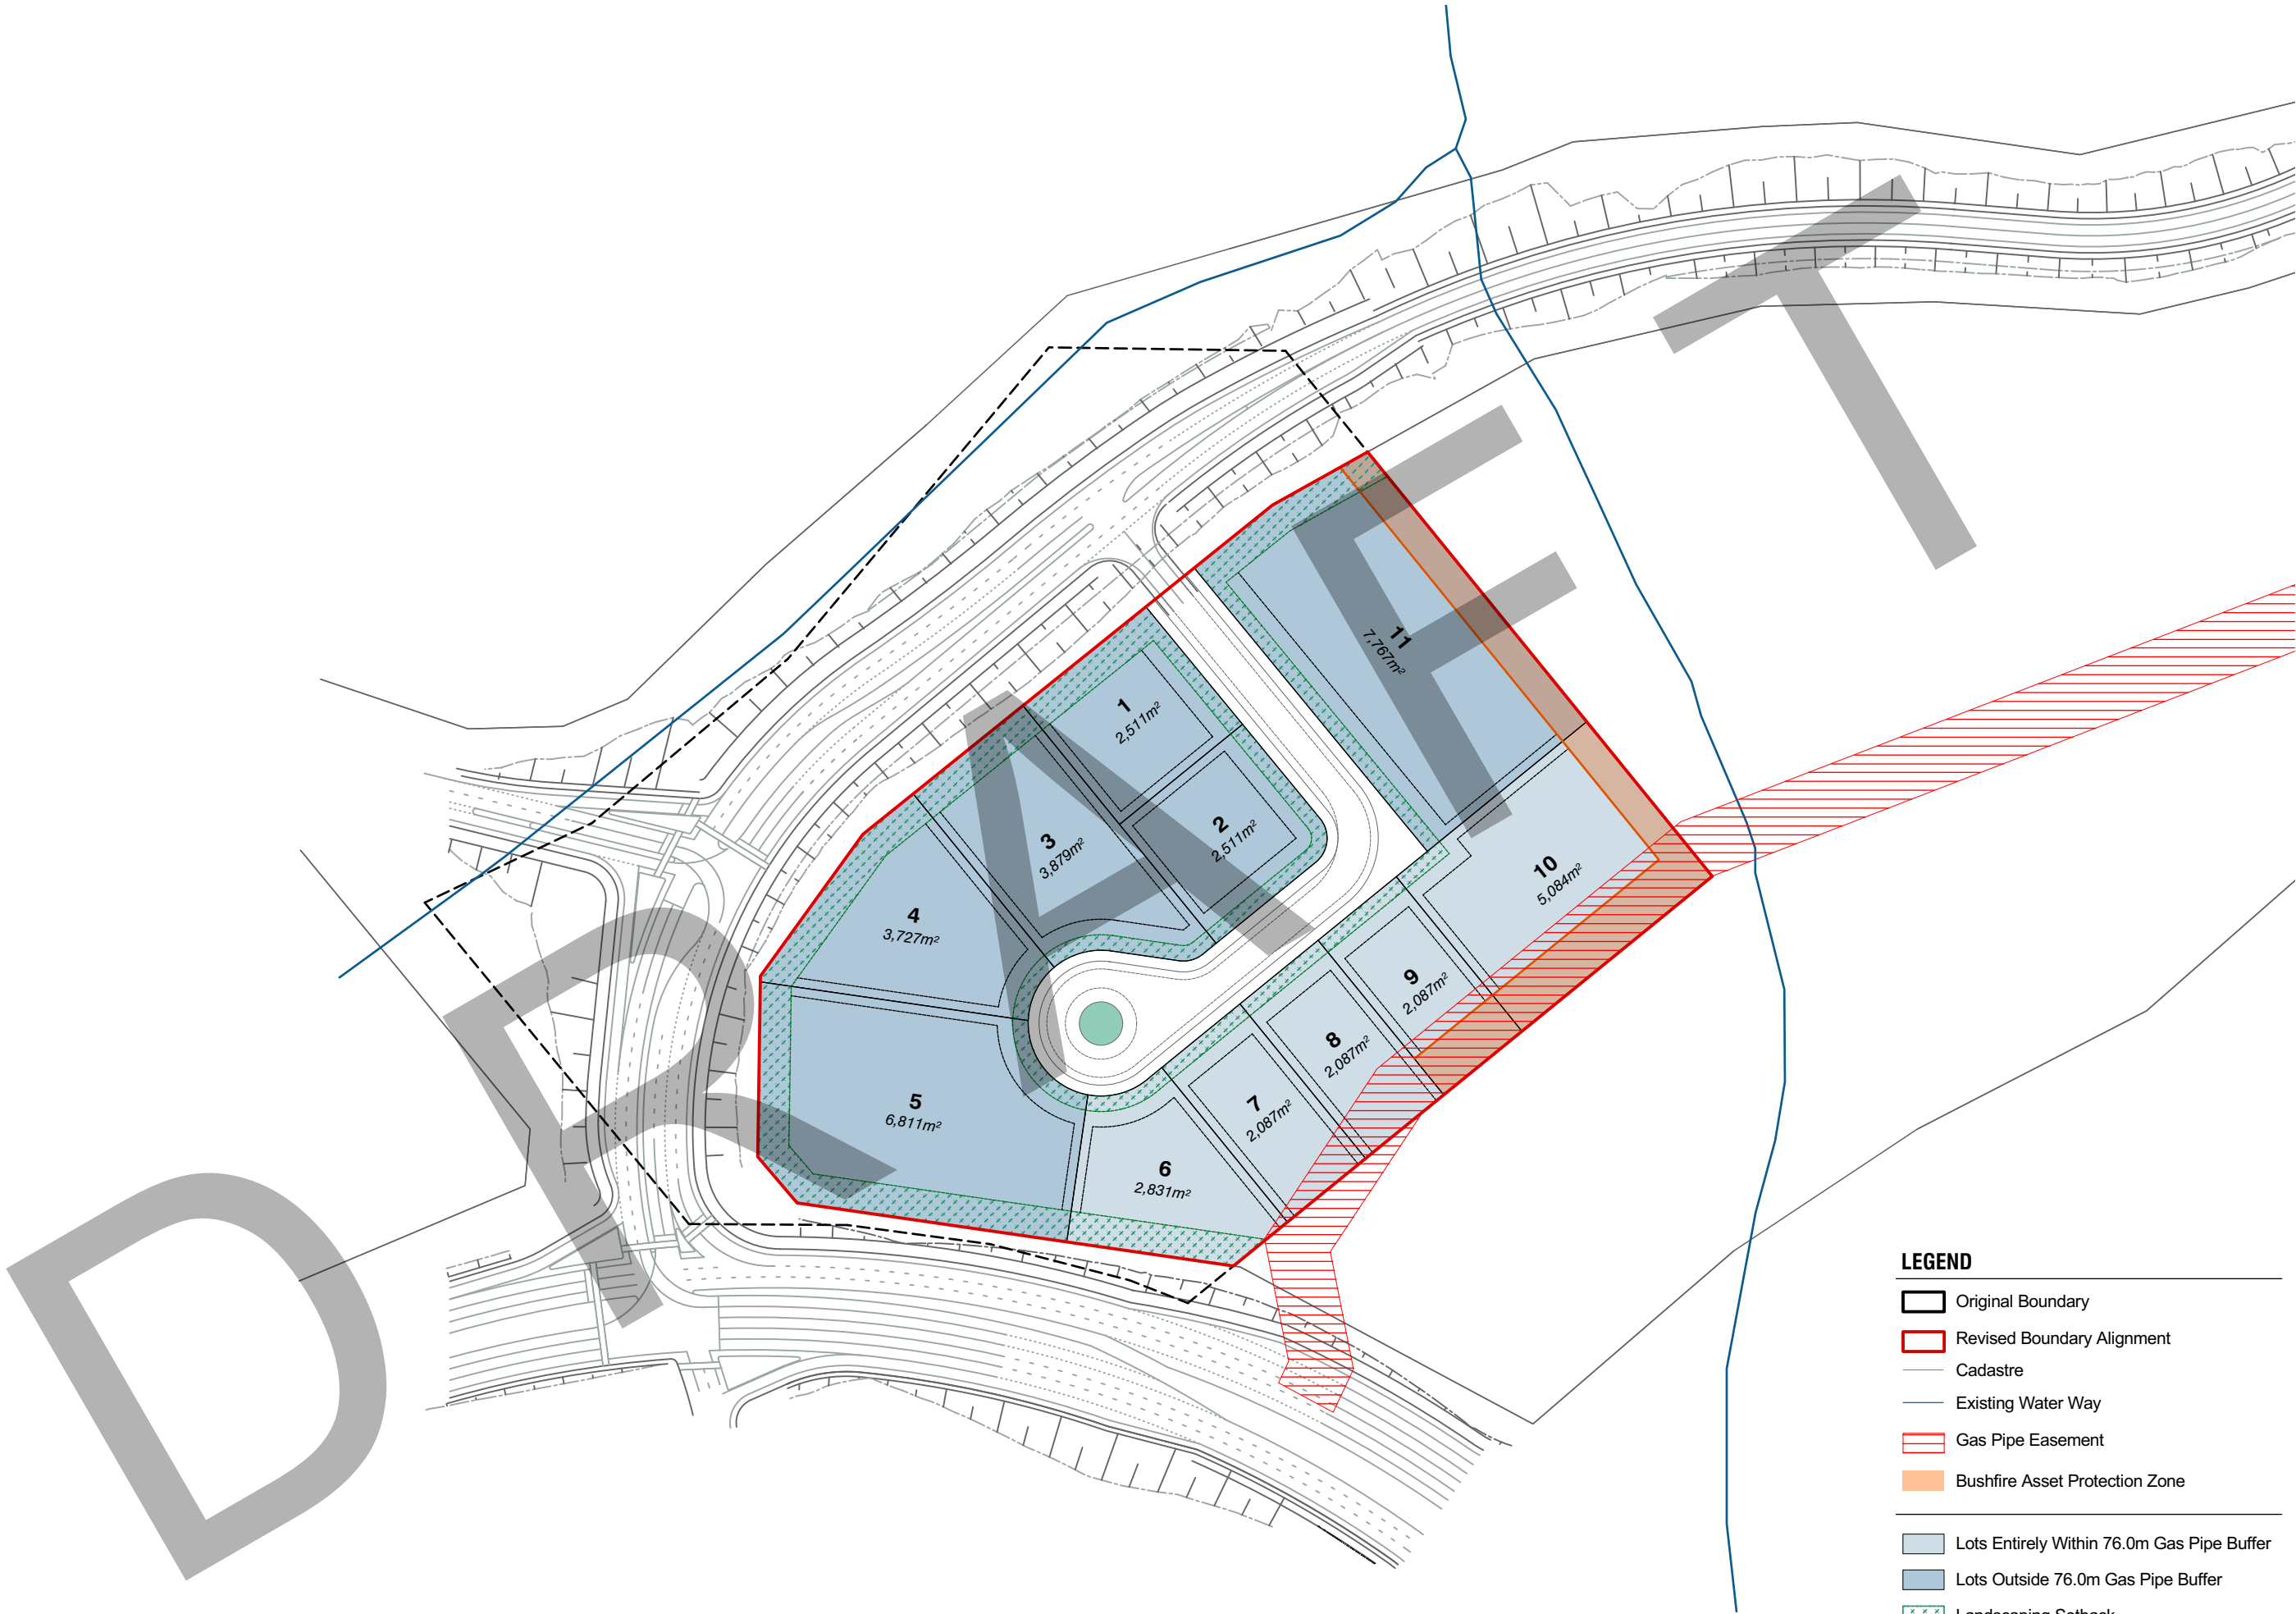 DRAFT
11
7,767m²
1
2,511m²
2
2,511m²
3
3,879m²
10
5,084m²
4
3,727m²
9
2,087m²
8
2,087m²
7
2,087m²
5
6,811m²
6
2,831m²
LEGEND
Original Boundary
Revised Boundary Alignment
Cadastre
Existing Water Way
Gas Pipe Easement
Bushfire Asset Protection Zone
Lots Entirely Within 76.0m Gas Pipe Buffer
Lots Outside 76.0m Gas Pipe Buffer
Landscaping Setback